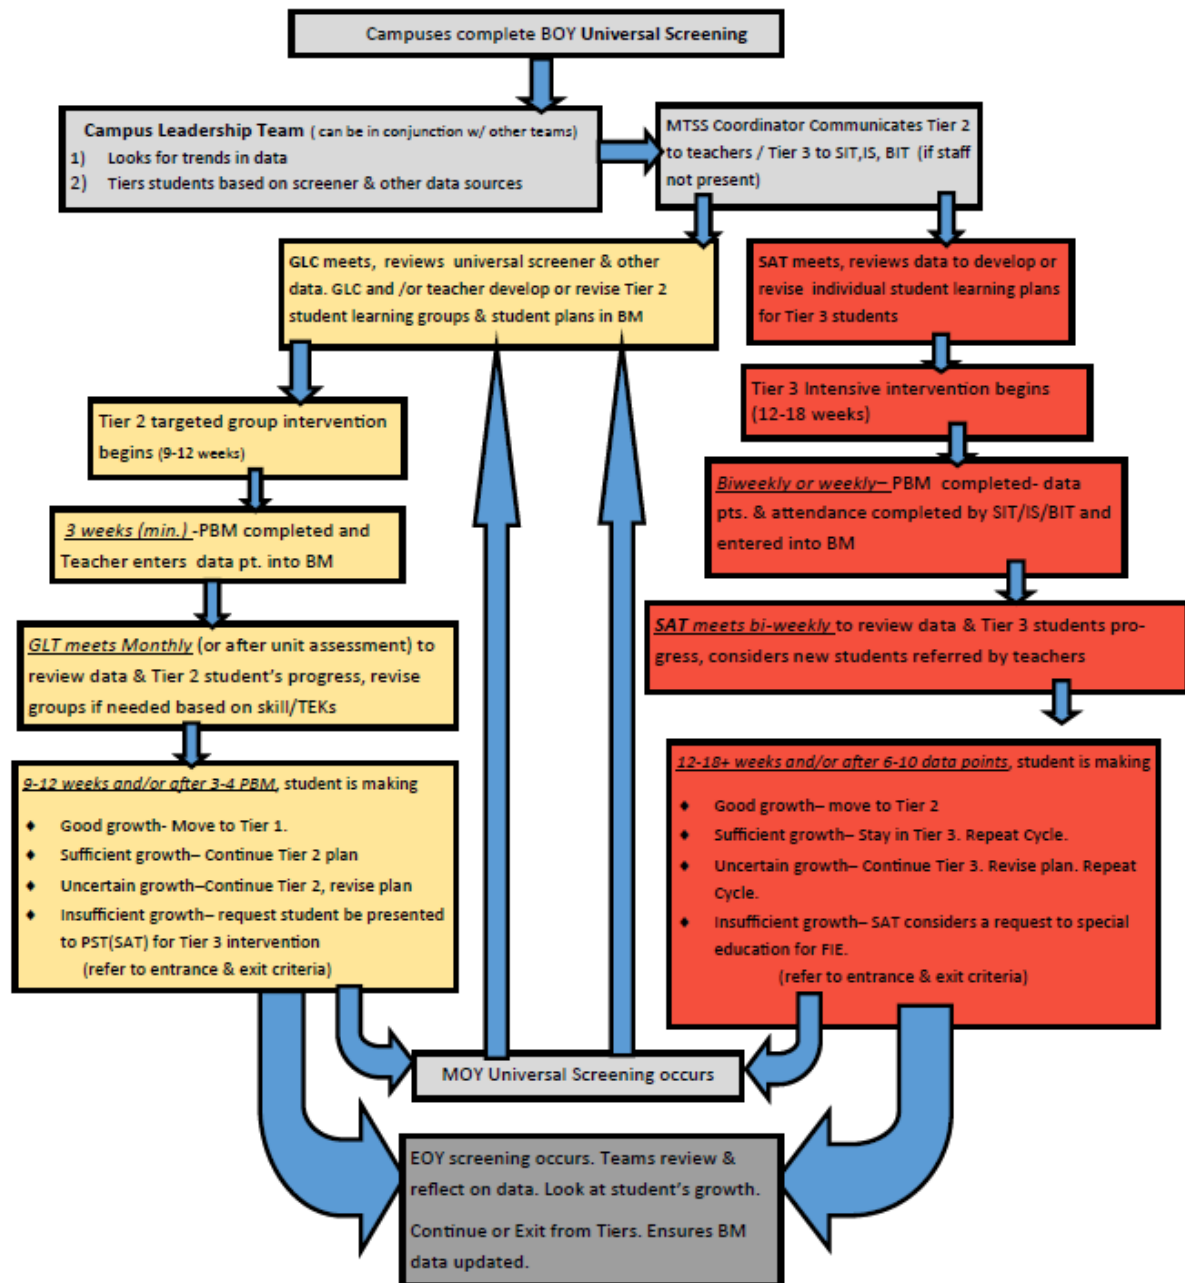 Campuses complete BOY Universal Screening
Campus Leadership Team ( can be in conjunction w/ other teams)
1) Looks for trends in data
2) Tiers students based on screener & other data sources
MTSS Coordinator Communicates Tier 2
to teachers / Tier 3 to SIT,IS, BIT (if staff
not present)
GLC meets, reviews universal screener & other
data. GLC and /or teacher develop or revise Tier 2
student learning groups & student plans in BM
SAT meets, reviews data to develop or
revise individual student learning plans
for Tier 3 students
Tier 2 targeted group intervention
begins (9-12 weeks)
Tier 3 Intensive intervention begins
(12-18 weeks)
3 weeks (min.) -PBM completed and
Teacher enters data pt. into BM
Biweekly or weekly– PBM completed- data
pts. & attendance completed by SIT/IS/BIT and
entered into BM
GLT meets Monthly (or after unit assessment) to
review data & Tier 2 student's progress, revise
groups if needed based on skill/TEKs
SAT meets bi-weekly to review data & Tier 3 students pro-
gress, considers new students referred by teachers
9-12 weeks and/or after 3-4 PBM, student is making
♦ Good growth- Move to Tier 1.
♦ Sufficient growth– Continue Tier 2 plan
♦ Uncertain growth–Continue Tier 2, revise plan
♦ Insufficient growth– request student be presented
to PST(SAT) for Tier 3 intervention
(refer to entrance & exit criteria)
12-18+ weeks and/or after 6-10 data points, student is making
♦ Good growth– move to Tier 2
♦ Sufficient growth– Stay in Tier 3. Repeat Cycle.
♦ Uncertain growth– Continue Tier 3. Revise plan. Repeat
Cycle.
♦ Insufficient growth– SAT considers a request to special
education for FIE.
(refer to entrance & exit criteria)
MOY Universal Screening occurs
EOY screening occurs. Teams review &
reflect on data. Look at student's growth.
Continue or Exit from Tiers. Ensures BM
data updated.